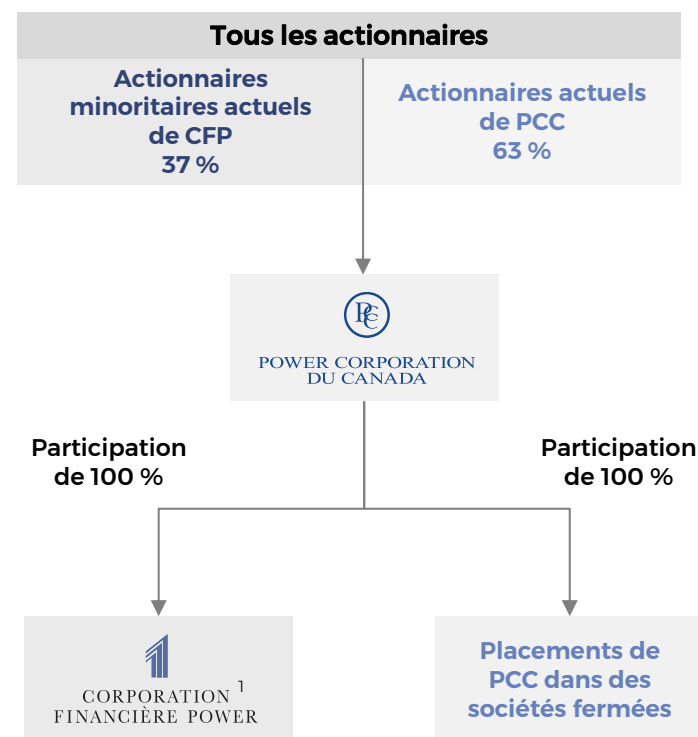 Tous les actionnaires
Actionnaires
minoritaires actuels
de CFP
37 %
Actionnaires actuels
de PCC
63 %
PCC
POWER CORPORATION
DU CANADA
Participation
de 100 %
Participation
de 100 %
CORPORATION 1
FINANCIÈRE POWER
Placements de
PCC dans des
sociétés fermées